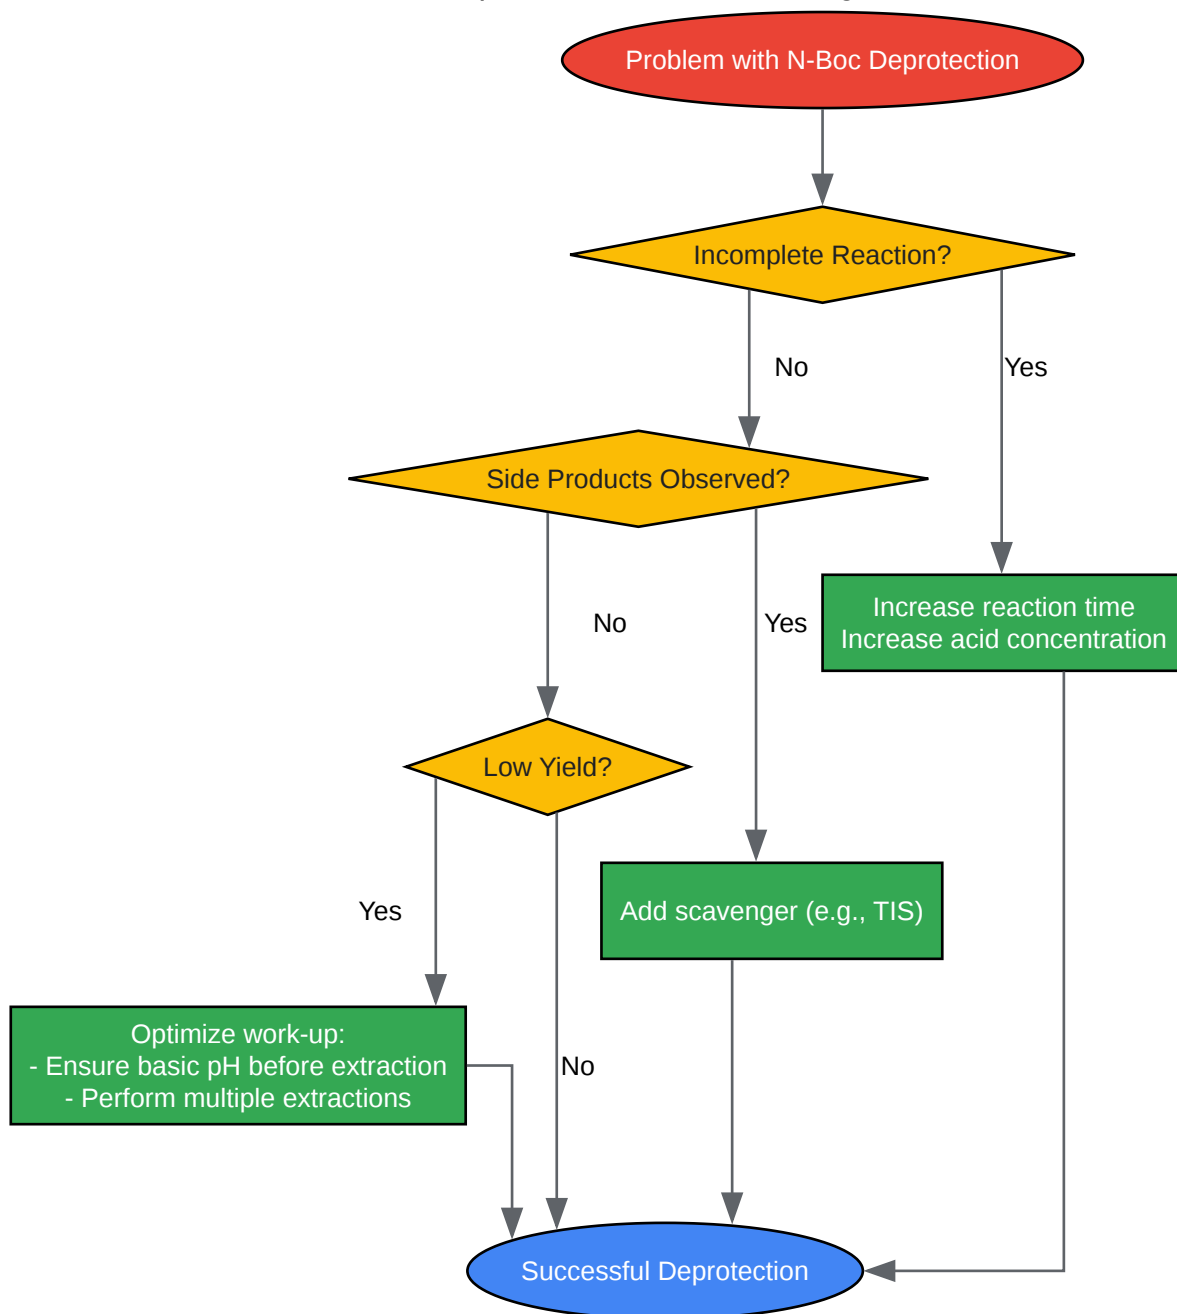 Problem with N-Boc Deprotection
Incomplete Reaction?
No
Yes
Side Products Observed?
Increase reaction time
Increase acid concentration
No
Yes
Low Yield?
Yes
Add scavenger (e.g., TIS)
Optimize work-up:
- Ensure basic pH before extraction
- Perform multiple extractions
No
Successful Deprotection